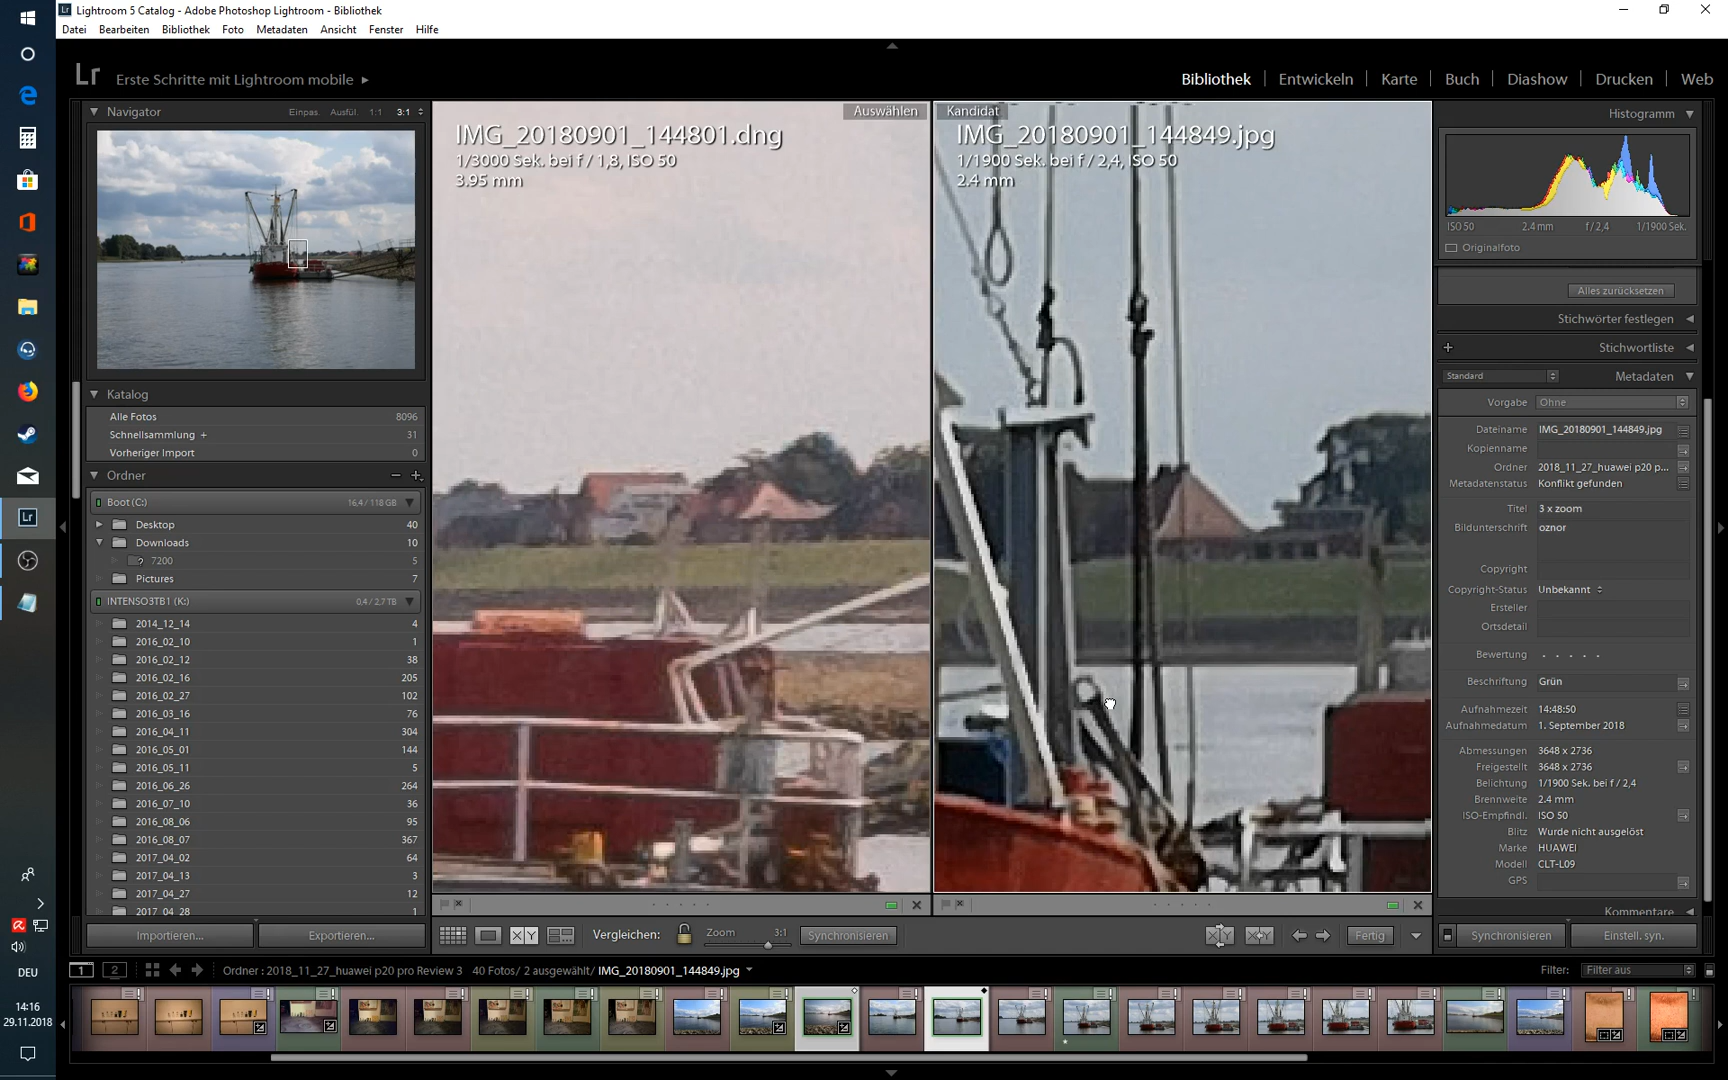 Lightroom 5 Catalog - Adobe Photoshop Lightroom - Bibliothek
Datei Bearbeiten Bibliothek Foto Metadaten Ansicht Fenster Hilfe
Lr Erste Schritte mit Lightroom mobile
Bibliothek Entwickeln Karte Buch Diashow Drucken Web
Navigator Einpas. Ausfül. 1:1 3:1
Katalog
Alle Fotos 8096
Schnellsammlung + 31
Vorheriger Import 0
Ordner
Boot (C:) 16,4 / 118 GB
Desktop 40
Downloads 10
7200 5
Pictures 7
INTENSO3TB1 (K:) 0,4 / 2,7 TB
2014_12_14 4
2016_02_10 1
2016_02_12 38
2016_02_16 205
2016_02_27 102
2016_03_16 76
2016_04_11 304
2016_05_01 144
2016_05_11 5
2016_06_26 264
2016_07_10 36
2016_08_06 95
2016_08_07 367
2017_04_02 64
2017_04_13 3
2017_04_27 12
2017_04_28 1
Importieren... Exportieren...
Auswählen
IMG_20180901_144801.dng
1/3000 Sek. bei f / 1,8, ISO 50
3.95 mm
Kandidat
IMG_20180901_144849.jpg
1/1900 Sek. bei f / 2,4, ISO 50
2.4 mm
Histogramm
ISO 50 2.4 mm f / 2,4 1/1900 Sek.
Originalfoto
Alles zurücksetzen
Stichwörter festlegen
Stichwortliste
Standard Metadaten
Vorgabe Ohne
Dateiname IMG_20180901_144849.jpg
Kopienname
Ordner 2018_11_27_huawei p20 p...
Metadatenstatus Konflikt gefunden
Titel 3 x zoom
Bildunterschrift oznor
Copyright
Copyright-Status Unbekannt
Ersteller
Ortsdetail
Bewertung
Beschriftung Grün
Aufnahmezeit 14:48:50
Aufnahmedatum 1. September 2018
Abmessungen 3648 x 2736
Freigestellt 3648 x 2736
Belichtung 1/1900 Sek. bei f / 2,4
Brennweite 2.4 mm
ISO-Empfindl. ISO 50
Blitz Wurde nicht ausgelöst
Marke HUAWEI
Modell CLT-L09
GPS
Kommentare
Vergleichen: Zoom 3:1 Synchronisieren Fertig
Synchronisieren Einstell. syn.
1 2 Ordner : 2018_11_27_huawei p20 pro Review 3 40 Fotos/ 2 ausgewählt/ IMG_20180901_144849.jpg
Filter: Filter aus
Lr
DEU
14:16
29.11.2018